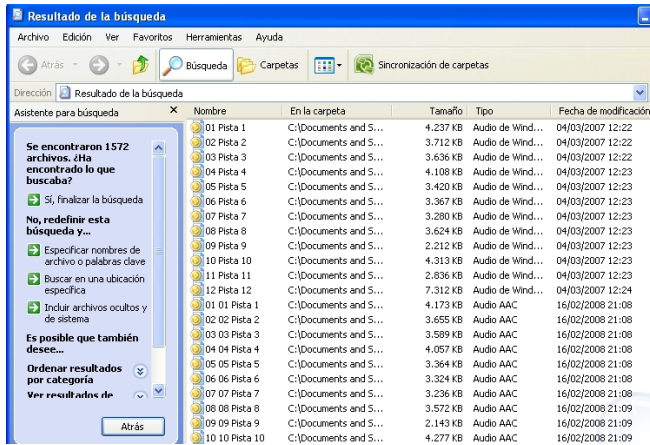 Resultado de la búsqueda
Archivo Edición Ver Favoritos Herramientas Ayuda
Atrás Búsqueda Carpetas Sincronización de carpetas
Dirección Resultado de la búsqueda
Asistente para búsqueda
Se encontraron 1572
archivos. ¿Ha
encontrado lo que
buscaba?
Sí, finalizar la búsqueda
No, redefinir esta
búsqueda y...
Especificar nombres de
archivo o palabras clave
Buscar en una ubicación
específica
Incluir archivos ocultos y
de sistema
Es posible que también
desee...
Ordenar resultados
por categoría
Ver resultados de
Atrás
Nombre En la carpeta Tamaño Tipo Fecha de modificación
01 Pista 1 C:\Documents and S... 4.237 KB Audio de Wind... 04/03/2007 12:22
02 Pista 2 C:\Documents and S... 3.712 KB Audio de Wind... 04/03/2007 12:22
03 Pista 3 C:\Documents and S... 3.636 KB Audio de Wind... 04/03/2007 12:22
04 Pista 4 C:\Documents and S... 4.108 KB Audio de Wind... 04/03/2007 12:23
05 Pista 5 C:\Documents and S... 3.420 KB Audio de Wind... 04/03/2007 12:23
06 Pista 6 C:\Documents and S... 3.367 KB Audio de Wind... 04/03/2007 12:23
07 Pista 7 C:\Documents and S... 3.280 KB Audio de Wind... 04/03/2007 12:23
08 Pista 8 C:\Documents and S... 3.624 KB Audio de Wind... 04/03/2007 12:23
09 Pista 9 C:\Documents and S... 2.212 KB Audio de Wind... 04/03/2007 12:23
10 Pista 10 C:\Documents and S... 4.313 KB Audio de Wind... 04/03/2007 12:23
11 Pista 11 C:\Documents and S... 2.836 KB Audio de Wind... 04/03/2007 12:23
12 Pista 12 C:\Documents and S... 7.312 KB Audio de Wind... 04/03/2007 12:24
01 01 Pista 1 C:\Documents and S... 4.173 KB Audio AAC 16/02/2008 21:08
02 02 Pista 2 C:\Documents and S... 3.655 KB Audio AAC 16/02/2008 21:08
03 03 Pista 3 C:\Documents and S... 3.589 KB Audio AAC 16/02/2008 21:08
04 04 Pista 4 C:\Documents and S... 4.057 KB Audio AAC 16/02/2008 21:08
05 05 Pista 5 C:\Documents and S... 3.364 KB Audio AAC 16/02/2008 21:08
06 06 Pista 6 C:\Documents and S... 3.324 KB Audio AAC 16/02/2008 21:08
07 07 Pista 7 C:\Documents and S... 3.236 KB Audio AAC 16/02/2008 21:08
08 08 Pista 8 C:\Documents and S... 3.572 KB Audio AAC 16/02/2008 21:09
09 09 Pista 9 C:\Documents and S... 2.143 KB Audio AAC 16/02/2008 21:09
10 10 Pista 10 C:\Documents and S... 4.277 KB Audio AAC 16/02/2008 21:09